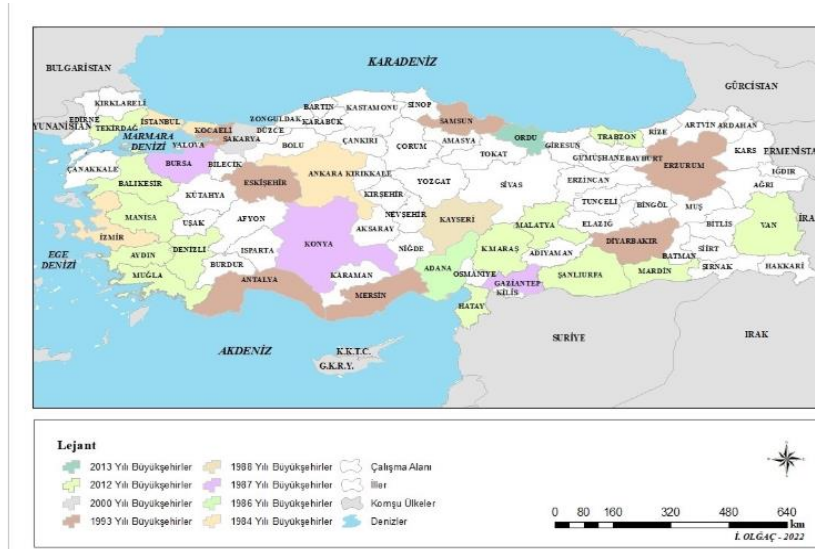 BULGARİSTAN
KARADENİZ
GÜRCİSTAN
YUNANİSTAN
ERMENİSTAN
MARMARA
DENİZİ
EGE
DENİZİ
AKDENİZ
K.K.T.C.
G.K.R.Y.
SURİYE
IRAK
İRA
KIRKLARELİ
EDİRNE
TEKİRDAĞ
İSTANBUL
KOCAELİ
YALOVA
SAKARYA
DÜZCE
ZONGULDAK
BARTIN
KARABÜK
KASTAMONU
SİNOP
SAMSUN
ORDU
GİRESUN
TRABZON
RİZE
ARTVİN
ARDAHAN
KARS
IĞDIR
AĞRI
ERZURUM
BAYBURT
GÜMÜŞHANE
ERZİNCAN
TOKAT
AMASYA
ÇORUM
ÇANKIRI
BOLU
BİLECİK
BURSA
ÇANAKKALE
BALIKESİR
KÜTAHYA
ESKİŞEHİR
ANKARA
KIRIKKALE
KIRŞEHİR
YOZGAT
SİVAS
TUNCELİ
BİNGÖL
MUŞ
BİTLİS
VAN
HAKKARİ
ŞIRNAK
SİİRT
BATMAN
DİYARBAKIR
ELAZIĞ
MALATYA
ADIYAMAN
K.MARAŞ
KAYSERİ
NEVŞEHİR
AKSARAY
NİĞDE
KONYA
AFYON
UŞAK
MANİSA
İZMİR
AYDIN
DENİZLİ
MUĞLA
BURDUR
ISPARTA
ANTALYA
KARAMAN
MERSİN
ADANA
OSMANİYE
HATAY
GAZİANTEP
KİLİS
ŞANLIURFA
MARDİN
Lejant
2013 Yılı Büyükşehirler
2012 Yılı Büyükşehirler
2000 Yılı Büyükşehirler
1993 Yılı Büyükşehirler
1988 Yılı Büyükşehirler
1987 Yılı Büyükşehirler
1986 Yılı Büyükşehirler
1984 Yılı Büyükşehirler
Çalışma Alanı
İller
Komşu Ülkeler
Denizler
0 80 160 320 480 640
km
İ. OLĞAÇ - 2022